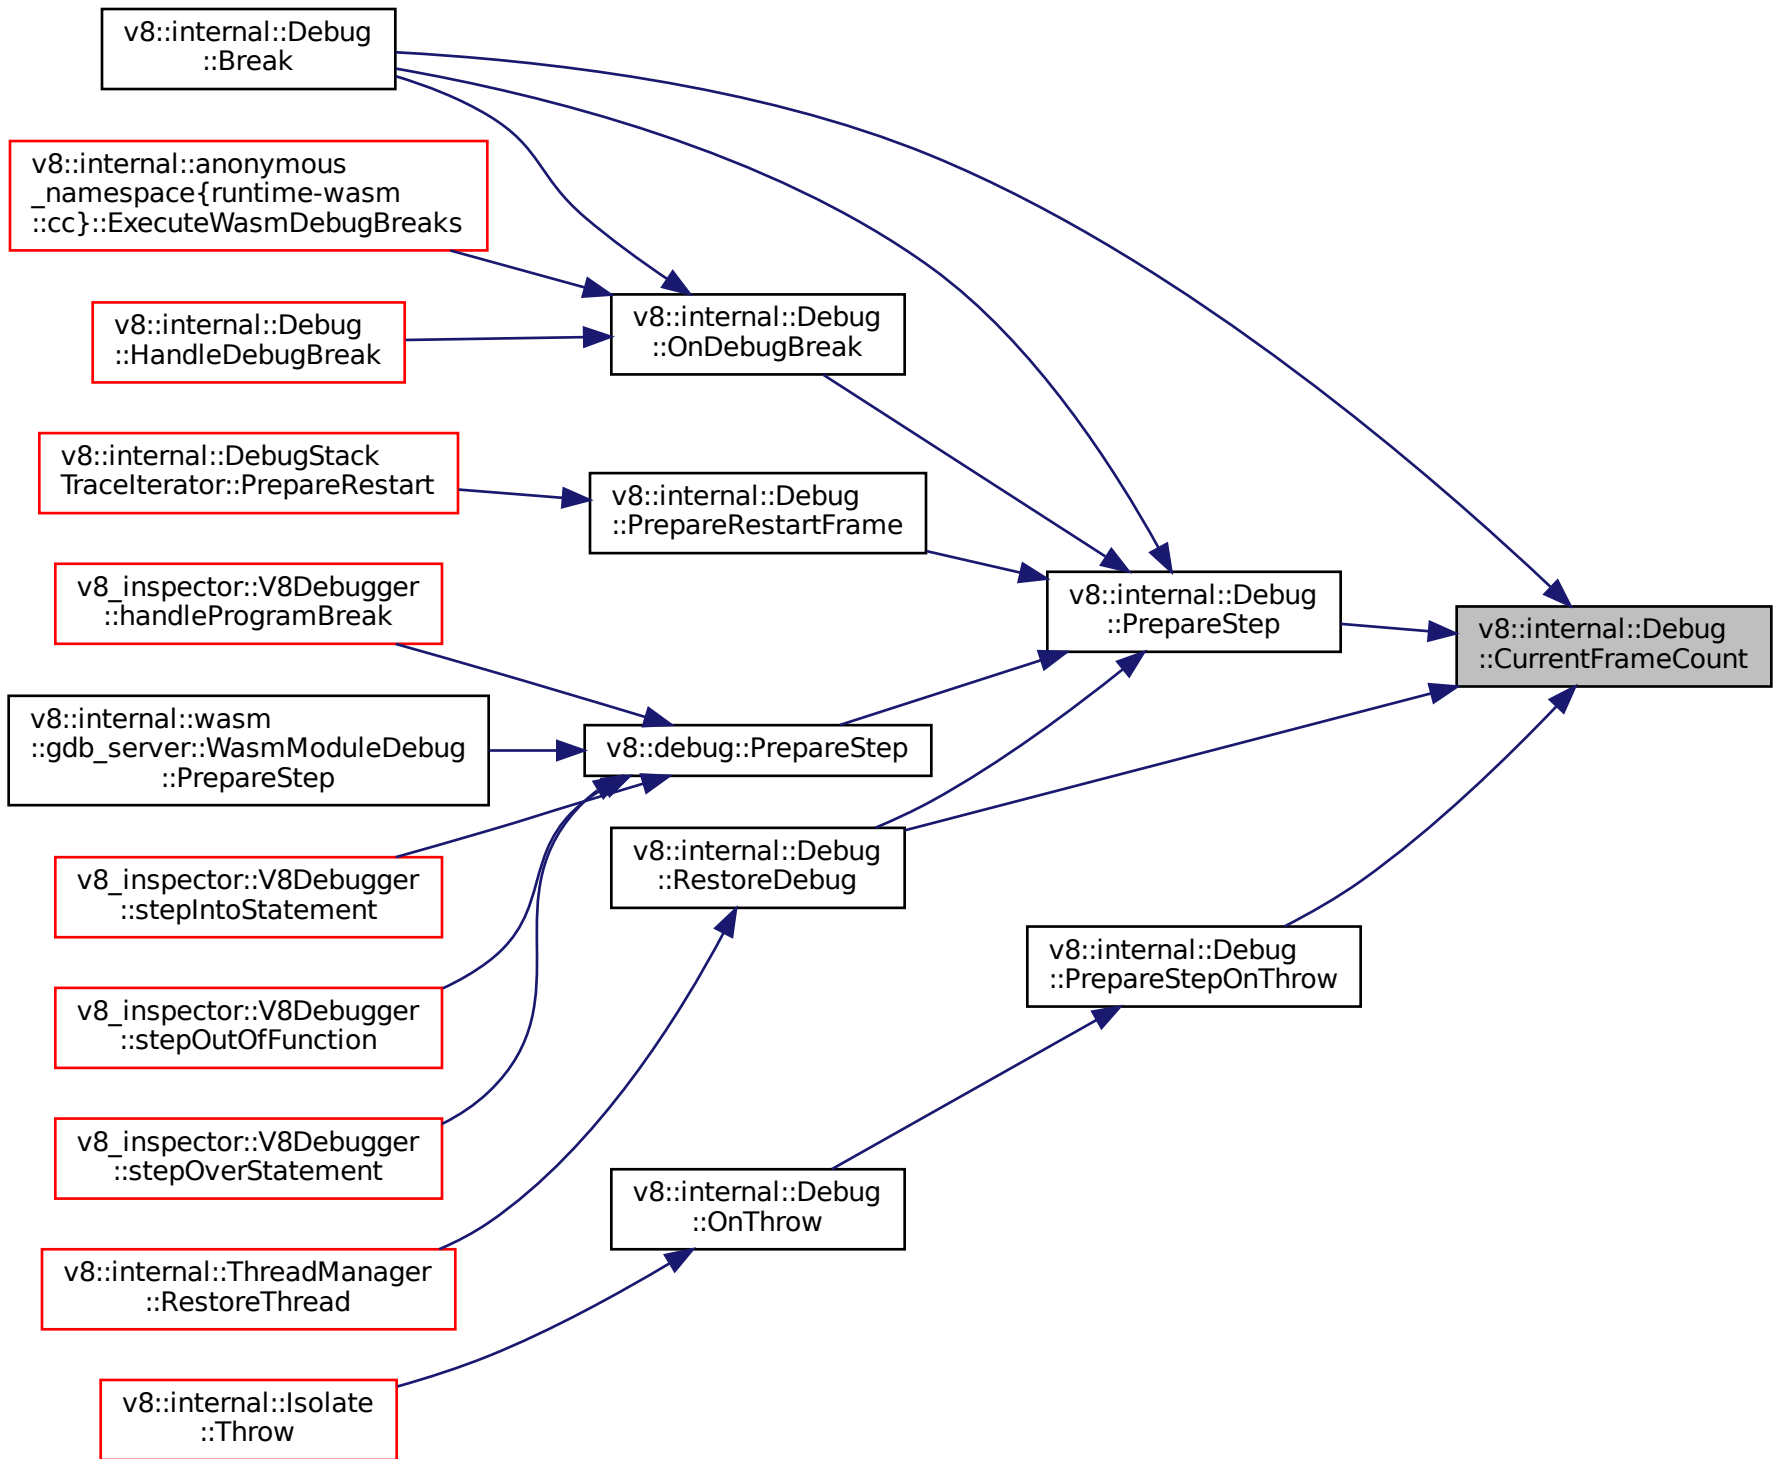 v8::internal::Debug
::Break
v8::internal::anonymous
_namespace{runtime-wasm
::cc}::ExecuteWasmDebugBreaks
v8::internal::Debug
::HandleDebugBreak
v8::internal::Debug
::OnDebugBreak
v8::internal::DebugStack
TraceIterator::PrepareRestart
v8::internal::Debug
::PrepareRestartFrame
v8_inspector::V8Debugger
::handleProgramBreak
v8::internal::Debug
::PrepareStep
v8::internal::Debug
::CurrentFrameCount
v8::internal::wasm
::gdb_server::WasmModuleDebug
::PrepareStep
v8::debug::PrepareStep
v8_inspector::V8Debugger
::stepIntoStatement
v8::internal::Debug
::RestoreDebug
v8::internal::Debug
::PrepareStepOnThrow
v8_inspector::V8Debugger
::stepOutOfFunction
v8_inspector::V8Debugger
::stepOverStatement
v8::internal::Debug
::OnThrow
v8::internal::ThreadManager
::RestoreThread
v8::internal::Isolate
::Throw